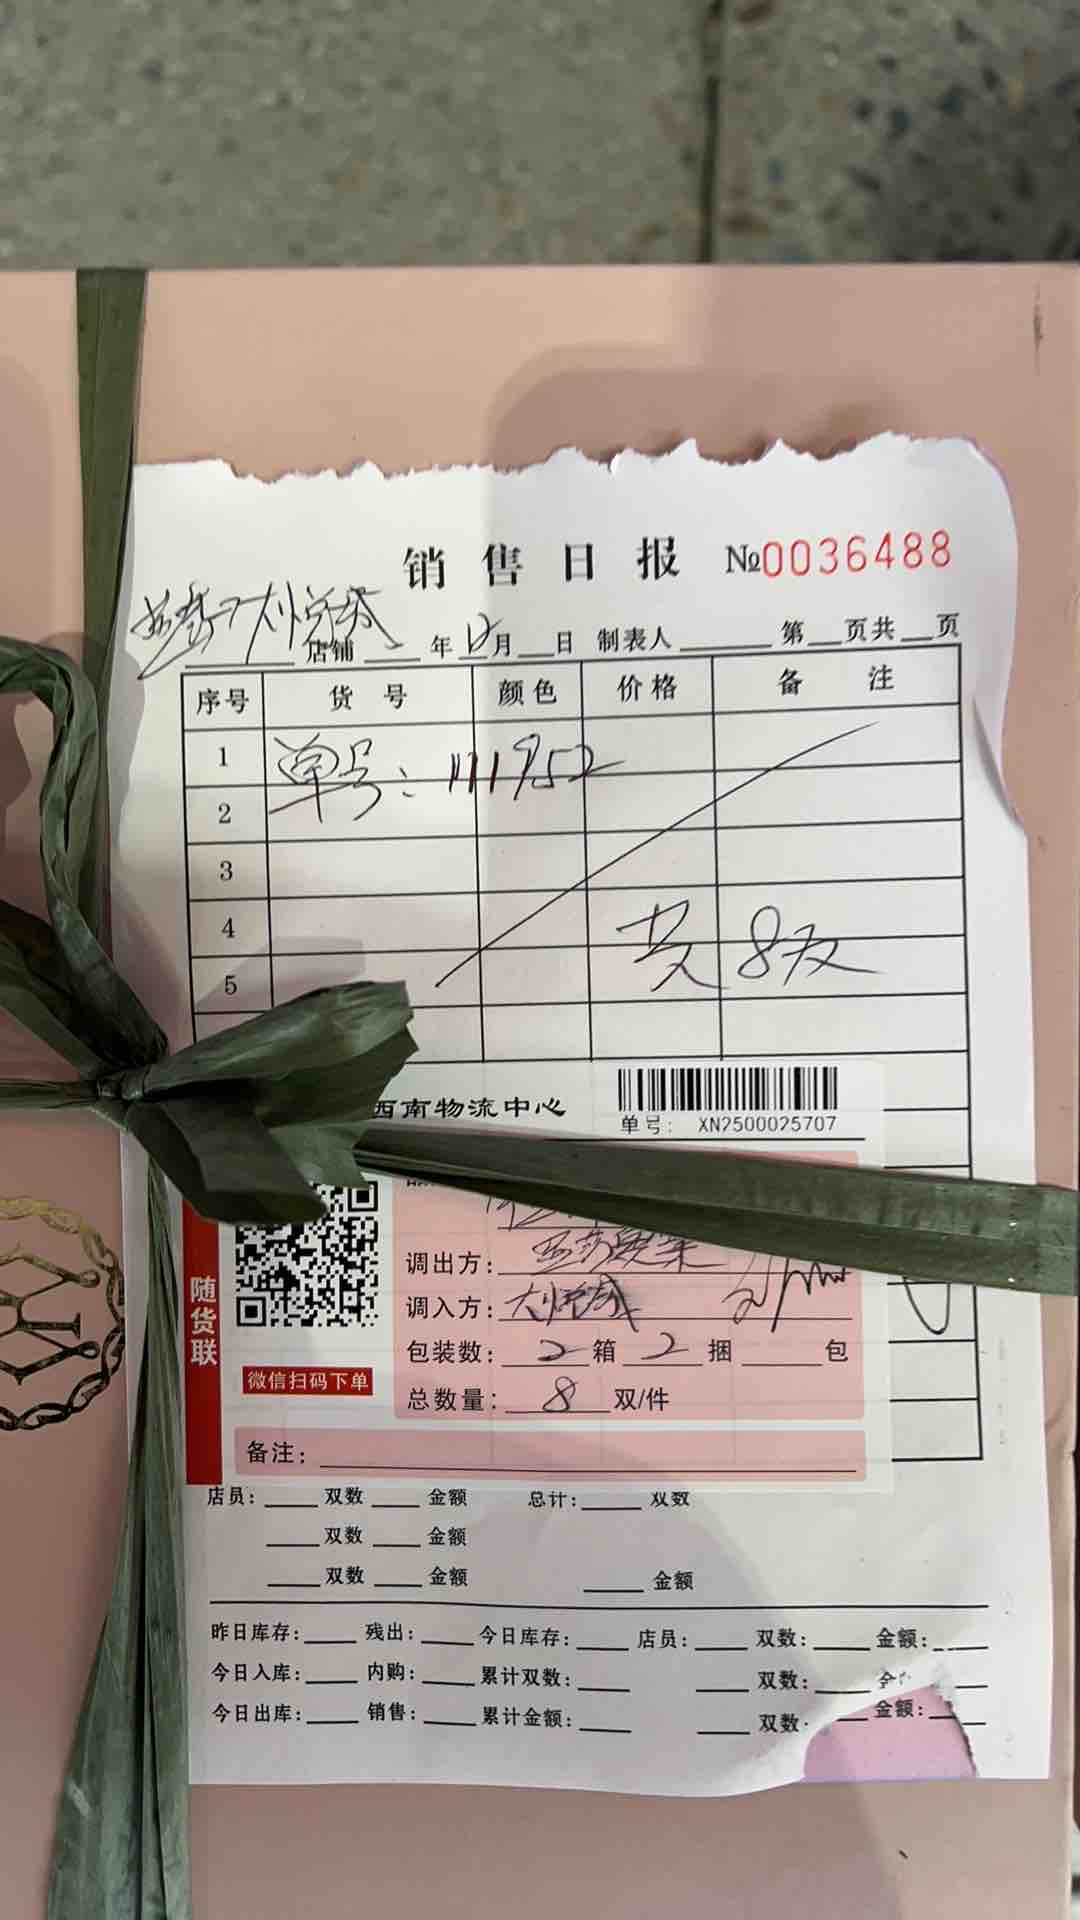 销售日报 №0036488
店铺 年 12月 日 制表人 第 页共 页
序号 货号 颜色 价格 备注
1 单号：111952
2
3
4 共8双
5
西南物流中心
单号: XN2500025707
调出方:
调入方: 大悦城
包装数: 2 箱 2 捆 包
总数量: 8 双/件
随货联
微信扫码下单
备注:
店员: 双数 金额 总计: 双数
双数 金额
双数 金额 金额
昨日库存: 残出: 今日库存: 店员: 双数: 金额:
今日入库: 内购: 累计双数: 双数:
今日出库: 销售: 累计金额: 双数 金额: